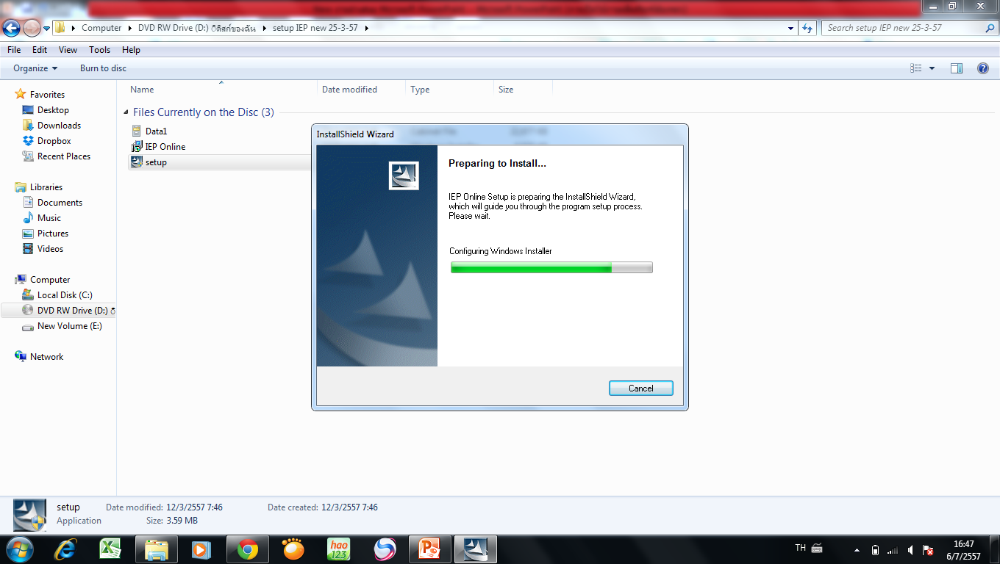 Computer DVD RW Drive (D:) ดิสก์ของฉัน setup IEP new 25-3-57
Search setup IEP new 25-3-57
File Edit View Tools Help
Organize Burn to disc
Name Date modified Type Size
Favorites
Desktop
Downloads
Dropbox
Recent Places
Libraries
Documents
Music
Pictures
Videos
Computer
Local Disk (C:)
DVD RW Drive (D:)
New Volume (E:)
Network
Files Currently on the Disc (3)
Data1
IEP Online
setup
InstallShield Wizard
Preparing to Install...
IEP Online Setup is preparing the InstallShield Wizard,
which will guide you through the program setup process.
Please wait.
Configuring Windows Installer
Cancel
setup Date modified: 12/3/2557 7:46 Date created: 12/3/2557 7:46
Application Size: 3.59 MB
hao
123
TH
16:47
6/7/2557